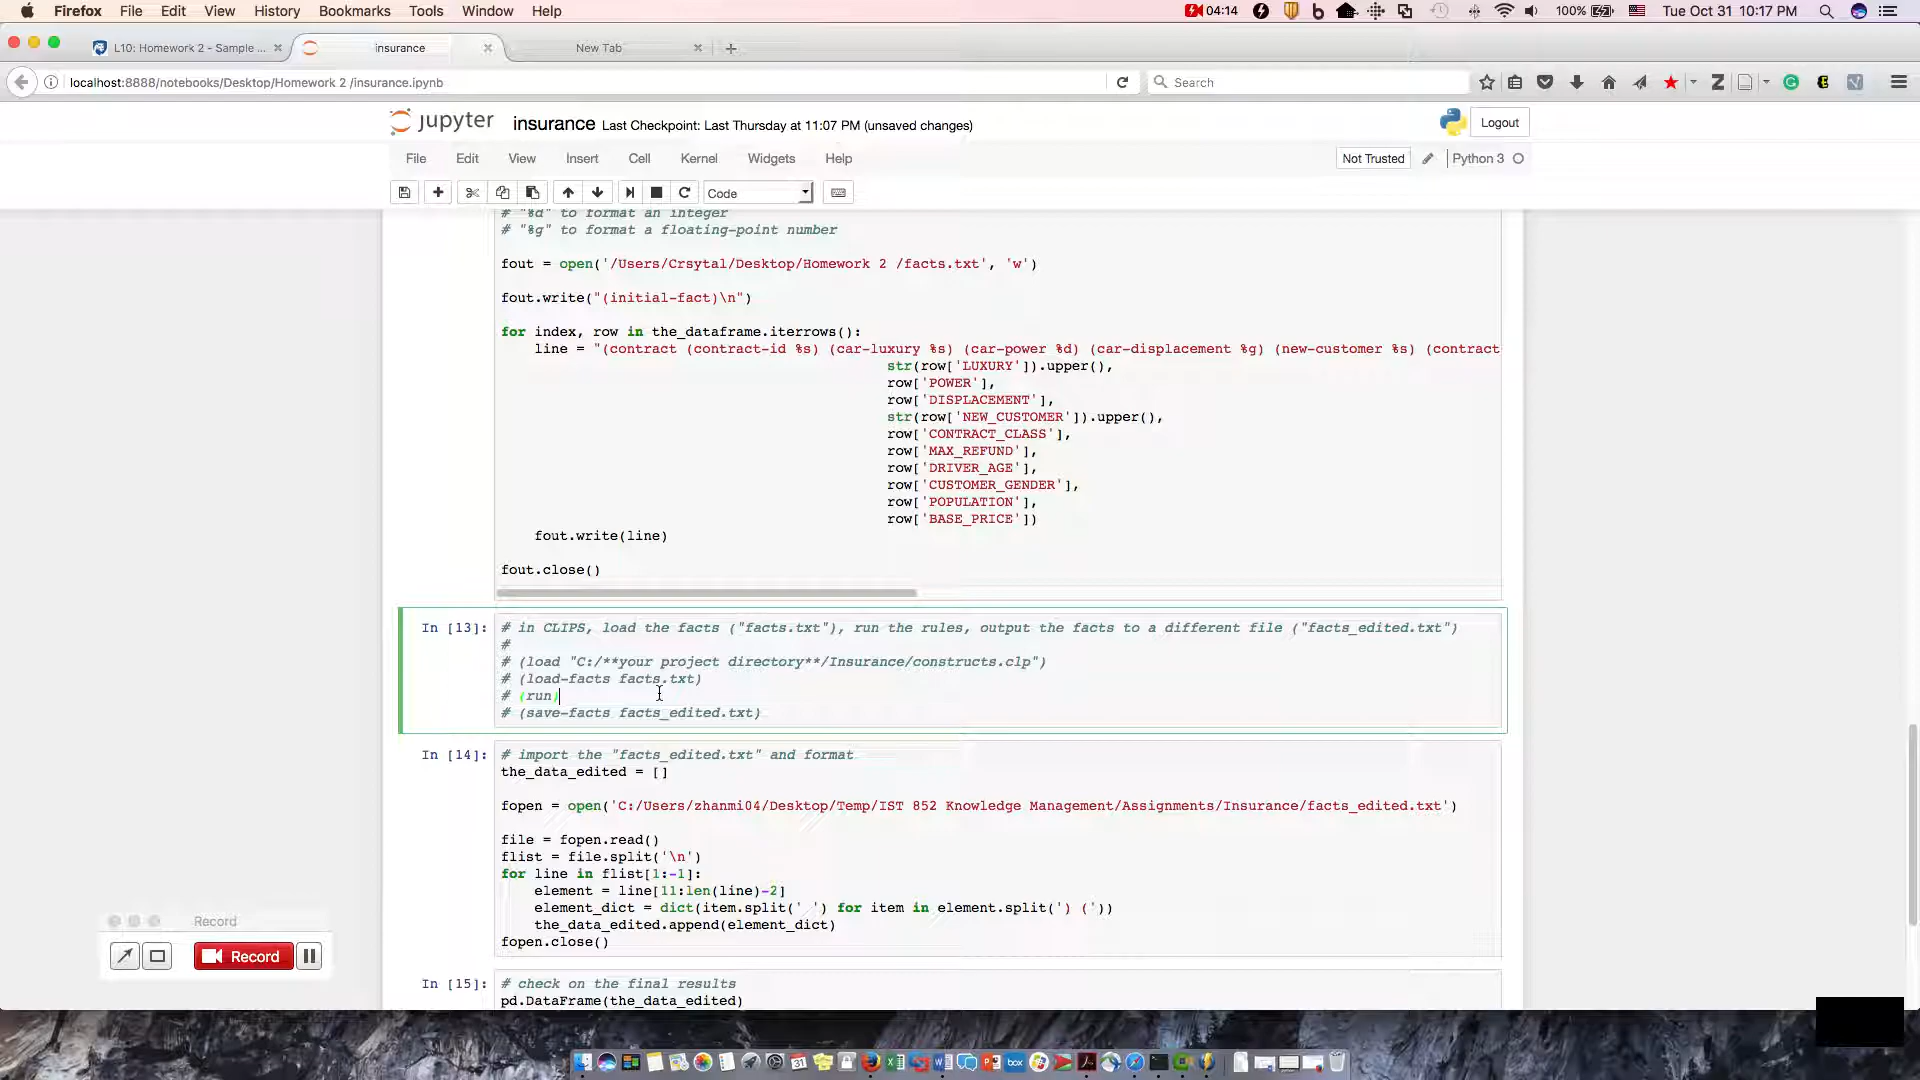 Firefox File Edit View History Bookmarks Tools Window Help 04:14 100% Tue Oct 31 10:17 PM
L10: Homework 2 - Sample ... insurance New Tab
localhost:8888/notebooks/Desktop/Homework 2 /insurance.ipynb Search
jupyter insurance Last Checkpoint: Last Thursday at 11:07 PM (unsaved changes) Logout
File Edit View Insert Cell Kernel Widgets Help Not Trusted Python 3
Code
# "%d" to format an integer
# "%g" to format a floating-point number
fout = open('/Users/Crsytal/Desktop/Homework 2 /facts.txt', 'w')
fout.write("(initial-fact)\n")
for index, row in the_dataframe.iterrows():
line = "(contract (contract-id %s) (car-luxury %s) (car-power %d) (car-displacement %g) (new-customer %s) (contract
str(row['LUXURY']).upper(),
row['POWER'],
row['DISPLACEMENT'],
str(row['NEW_CUSTOMER']).upper(),
row['CONTRACT_CLASS'],
row['MAX_REFUND'],
row['DRIVER_AGE'],
row['CUSTOMER_GENDER'],
row['POPULATION'],
row['BASE_PRICE'])
fout.write(line)
fout.close()
In [13]: # in CLIPS, load the facts ("facts.txt"), run the rules, output the facts to a different file ("facts_edited.txt")
#
# (load "C:/**your project directory**/Insurance/constructs.clp")
# (load-facts facts.txt)
# (run)
# (save-facts facts_edited.txt)
In [14]: # import the "facts_edited.txt" and format
the_data_edited = []
fopen = open('C:/Users/zhanmi04/Desktop/Temp/IST 852 Knowledge Management/Assignments/Insurance/facts_edited.txt')
file = fopen.read()
flist = file.split('\n')
for line in flist[1:-1]:
element = line[11:len(line)-2]
element_dict = dict(item.split(' ') for item in element.split(') ('))
the_data_edited.append(element_dict)
fopen.close()
In [15]: # check on the final results
pd.DataFrame(the_data_edited)
Record
Record